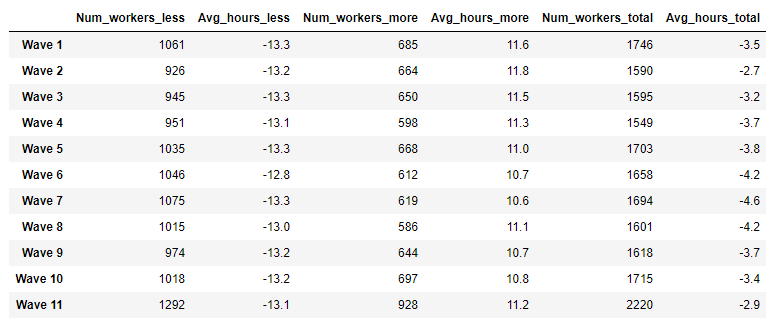 Num_workers_less Avg_hours_less Num_workers_more Avg_hours_more Num_workers_total Avg_hours_total
Wave 1 1061 -13.3 685 11.6 1746 -3.5
Wave 2 926 -13.2 664 11.8 1590 -2.7
Wave 3 945 -13.3 650 11.5 1595 -3.2
Wave 4 951 -13.1 598 11.3 1549 -3.7
Wave 5 1035 -13.3 668 11.0 1703 -3.8
Wave 6 1046 -12.8 612 10.7 1658 -4.2
Wave 7 1075 -13.3 619 10.6 1694 -4.6
Wave 8 1015 -13.0 586 11.1 1601 -4.2
Wave 9 974 -13.2 644 10.7 1618 -3.7
Wave 10 1018 -13.2 697 10.8 1715 -3.4
Wave 11 1292 -13.1 928 11.2 2220 -2.9